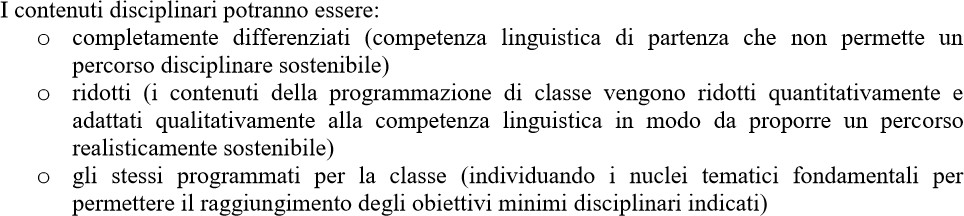 I contenuti disciplinari potranno essere:
o completamente differenziati (competenza linguistica di partenza che non permette un
percorso disciplinare sostenibile)
o ridotti (i contenuti della programmazione di classe vengono ridotti quantitativamente e
adattati qualitativamente alla competenza linguistica in modo da proporre un percorso
realisticamente sostenibile)
o gli stessi programmati per la classe (individuando i nuclei tematici fondamentali per
permettere il raggiungimento degli obiettivi minimi disciplinari indicati)